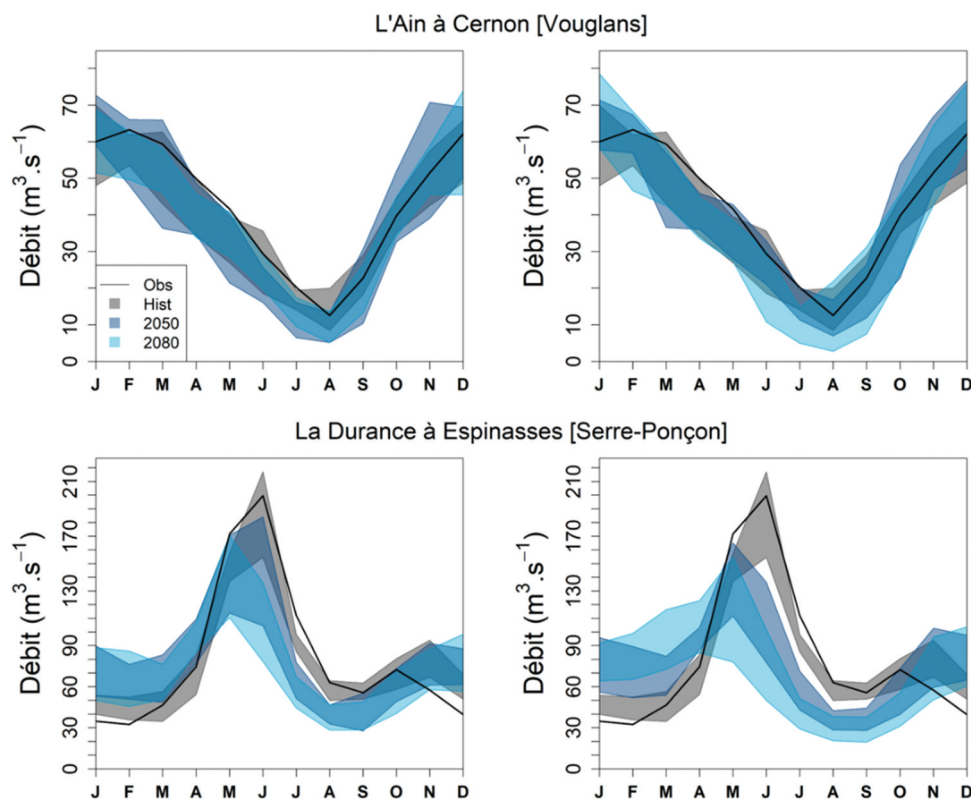 L'Ain à Cernon [Vouglans]
Débit (m³.s⁻¹)
70
50
30
10
0
Obs
Hist
2050
2080
J F M A M J J A S O N D
Débit (m³.s⁻¹)
70
50
30
10
0
J F M A M J J A S O N D
La Durance à Espinasses [Serre-Ponçon]
Débit (m³.s⁻¹)
210
170
130
90
60
30
0
J F M A M J J A S O N D
Débit (m³.s⁻¹)
210
170
130
90
60
30
0
J F M A M J J A S O N D